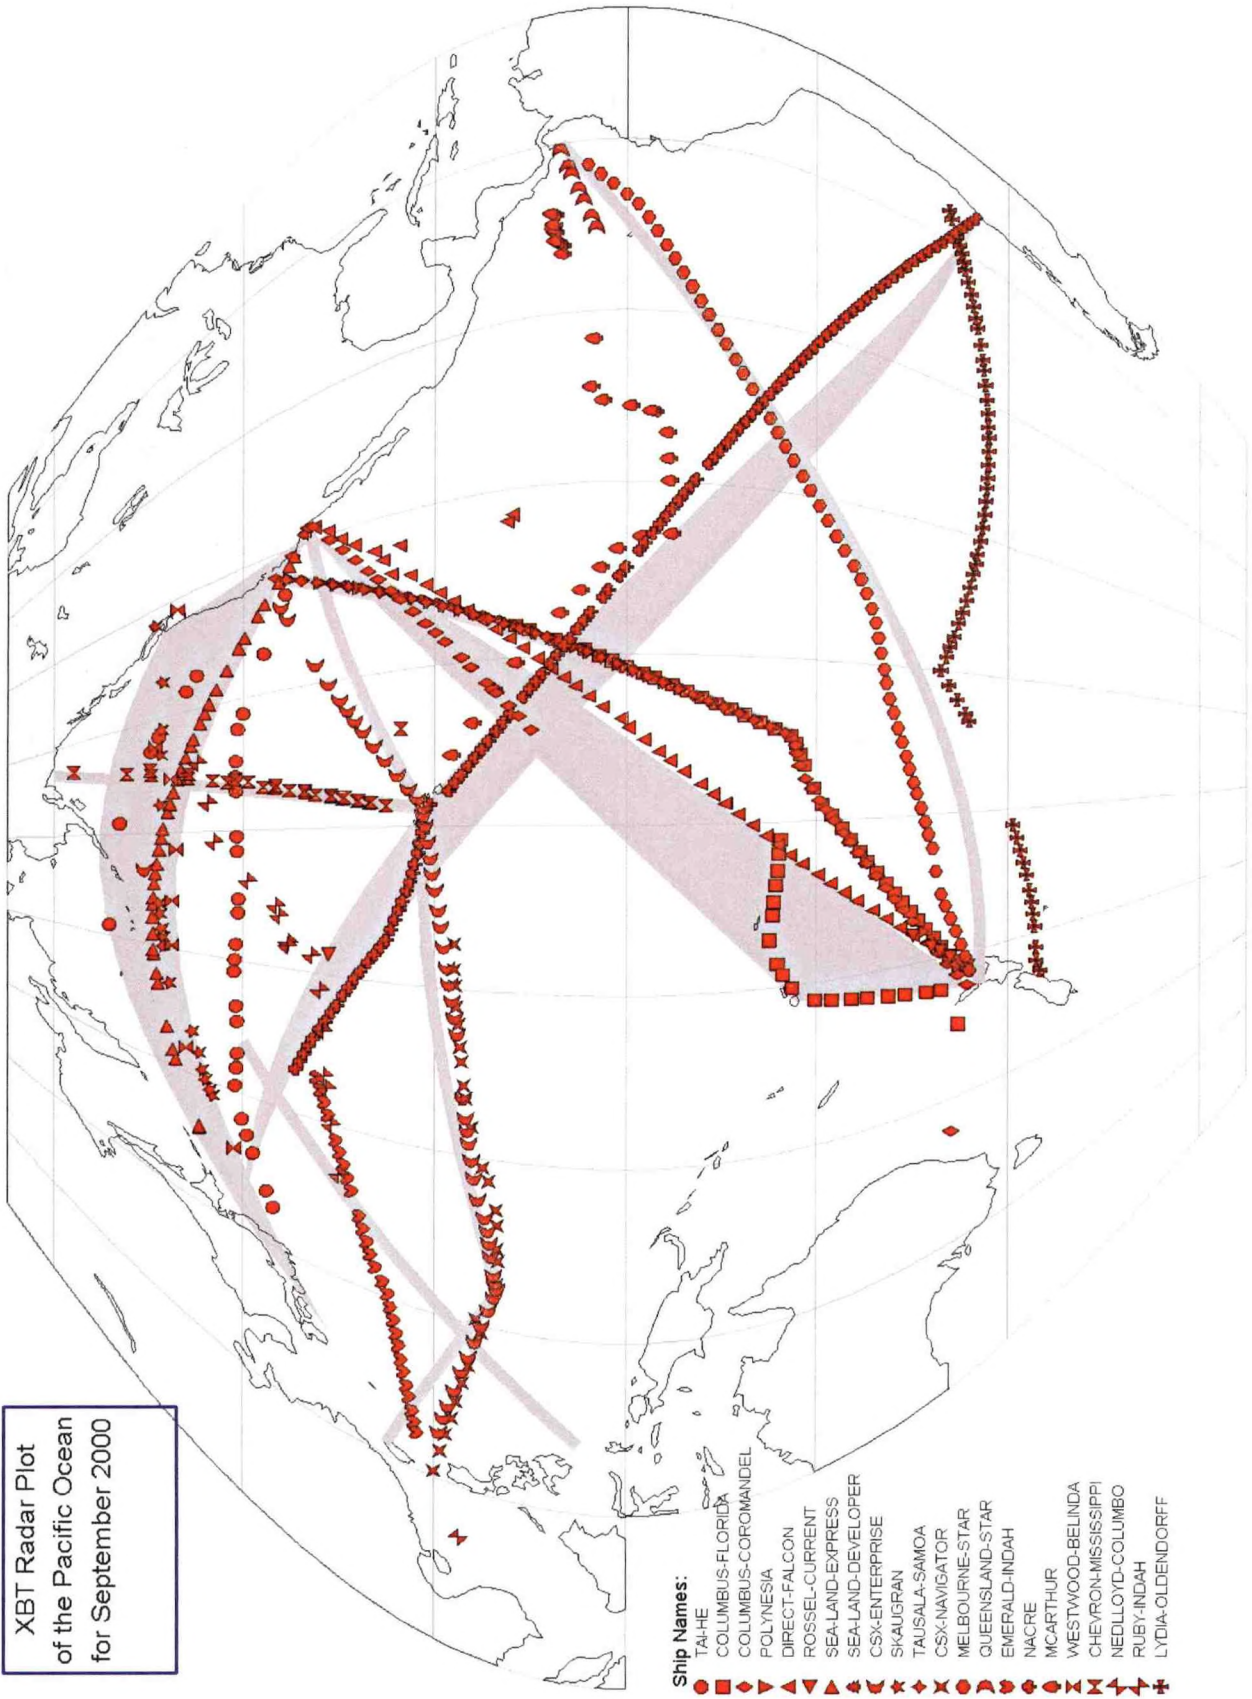 XBT Radar Plot
of the Pacific Ocean
for September 2000
Ship Names:
TAI-HE
COLUMBUS-FLORIDA
COLUMBUS-COROMANDEL
POLYNESIA
DIRECT-FALCON
ROSSEL-CURRENT
SEA-LAND-EXPRESS
SEA-LAND-DEVELOPER
CSX-ENTERPRISE
SKAUGRAN
TAUSALA-SAMOA
CSX-NAVIGATOR
MELBOURNE-STAR
QUEENSLAND-STAR
EMERALD-INDAH
NACRE
MCARTHUR
WESTWOOD-BELINDA
CHEVRON-MISSISSIPPI
NEDLLOYD-COLUMBO
RUBY-INDAH
LYDIA-OLDENDORFF